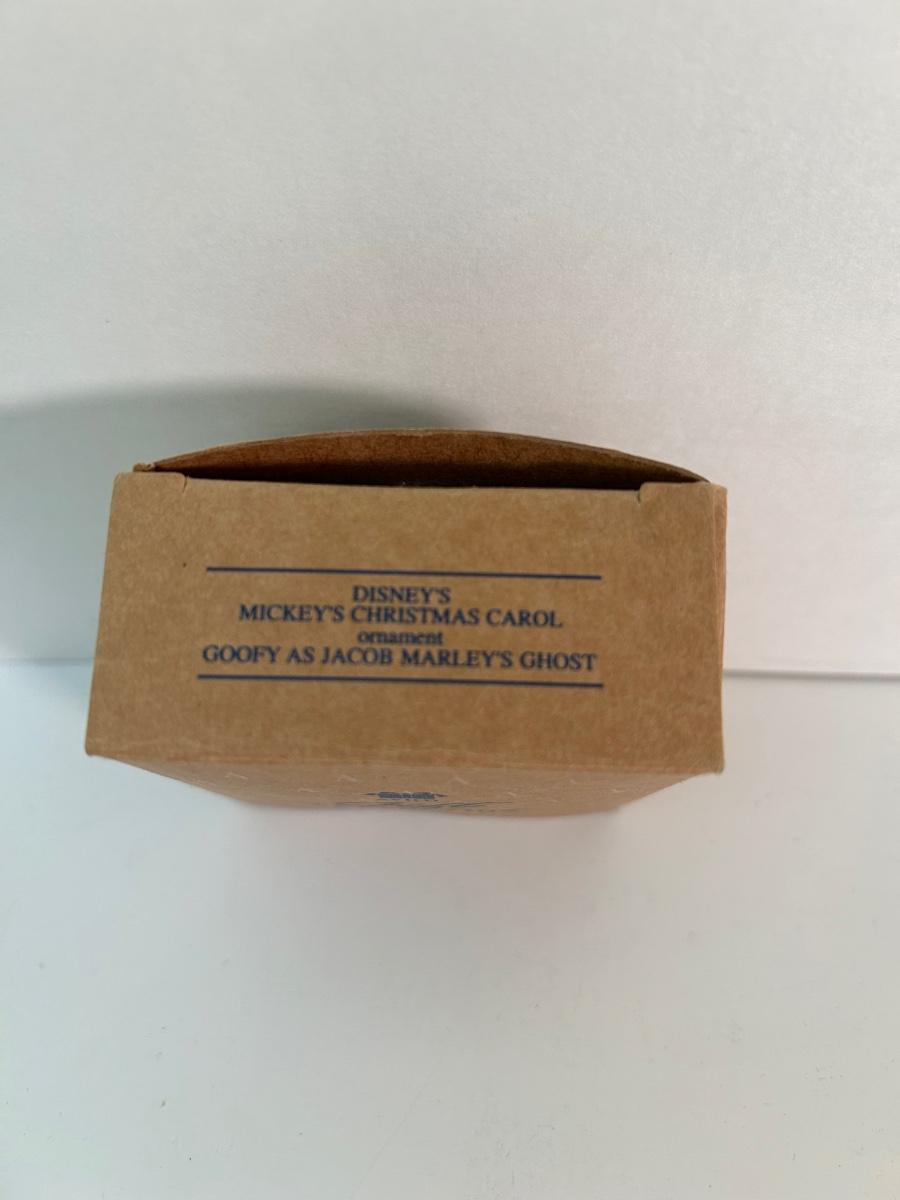 DISNEY'S
MICKEY'S CHRISTMAS CAROL
ornament
GOOFY AS JACOB MARLEY'S GHOST